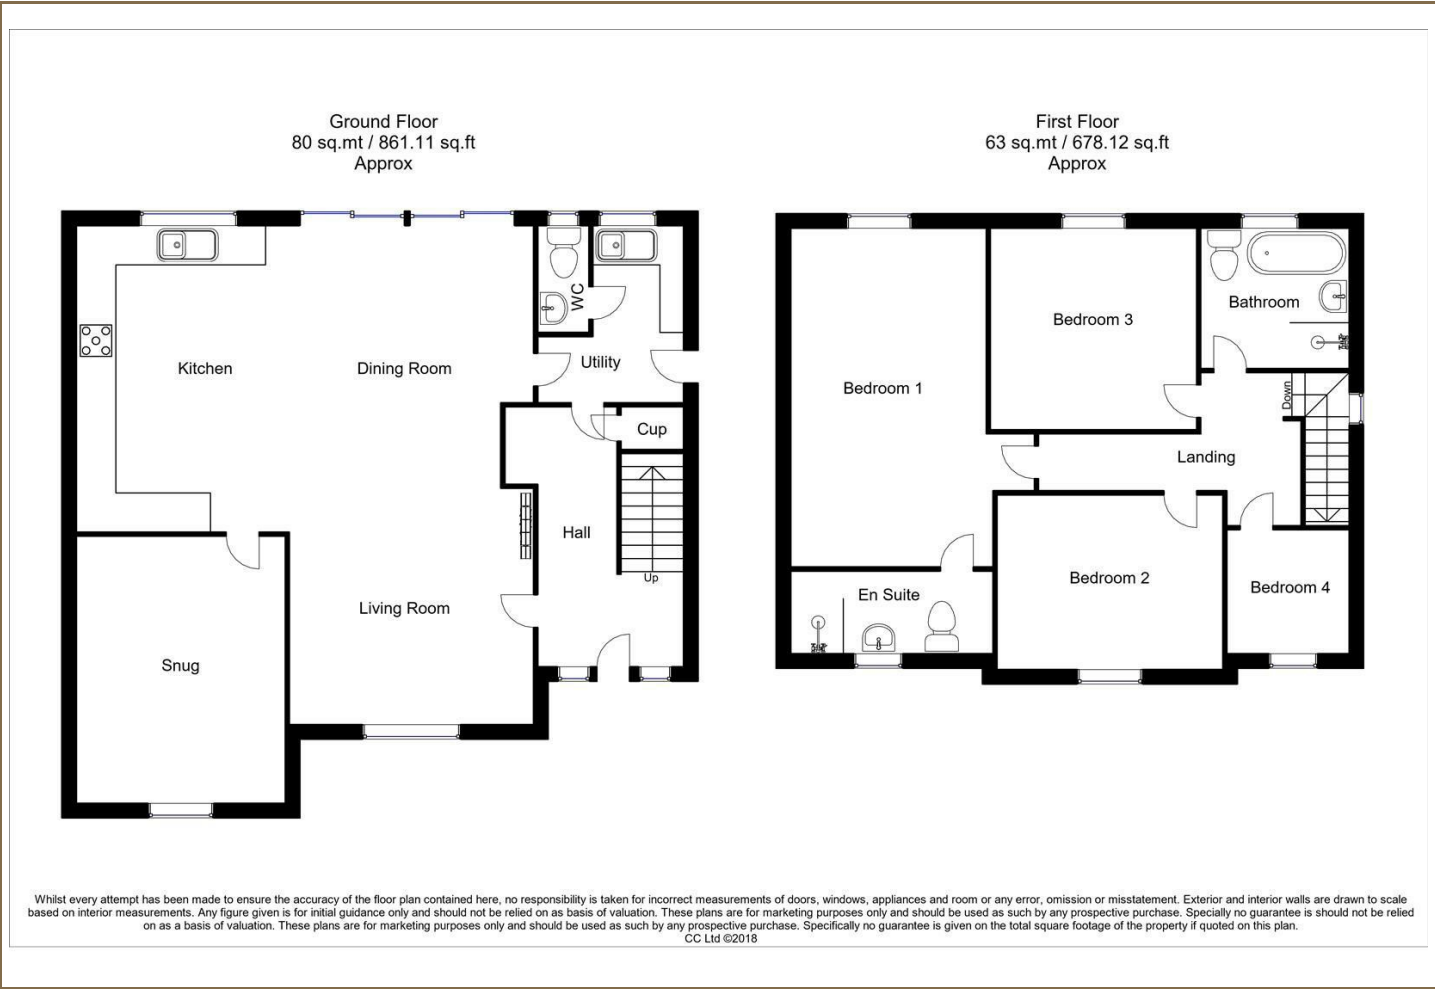 Ground Floor
80 sq.mt / 861.11 sq.ft
Approx
First Floor
63 sq.mt / 678.12 sq.ft
Approx
WC
Kitchen
Dining Room
Utility
Cup
Hall
Up
Living Room
Snug
Bathroom
Bedroom 3
Bedroom 1
Down
Landing
Bedroom 2
Bedroom 4
En Suite
Whilst every attempt has been made to ensure the accuracy of the floor plan contained here, no responsibility is taken for incorrect measurements of doors, windows, appliances and room or any error, omission or misstatement. Exterior and interior walls are drawn to scale
based on interior measurements. Any figure given is for initial guidance only and should not be relied on as basis of valuation. These plans are for marketing purposes only and should be used as such by any prospective purchase. Specially no guarantee is should not be relied
on as a basis of valuation. These plans are for marketing purposes only and should be used as such by any prospective purchase. Specifically no guarantee is given on the total square footage of the property if quoted on this plan.
CC Ltd ©2018